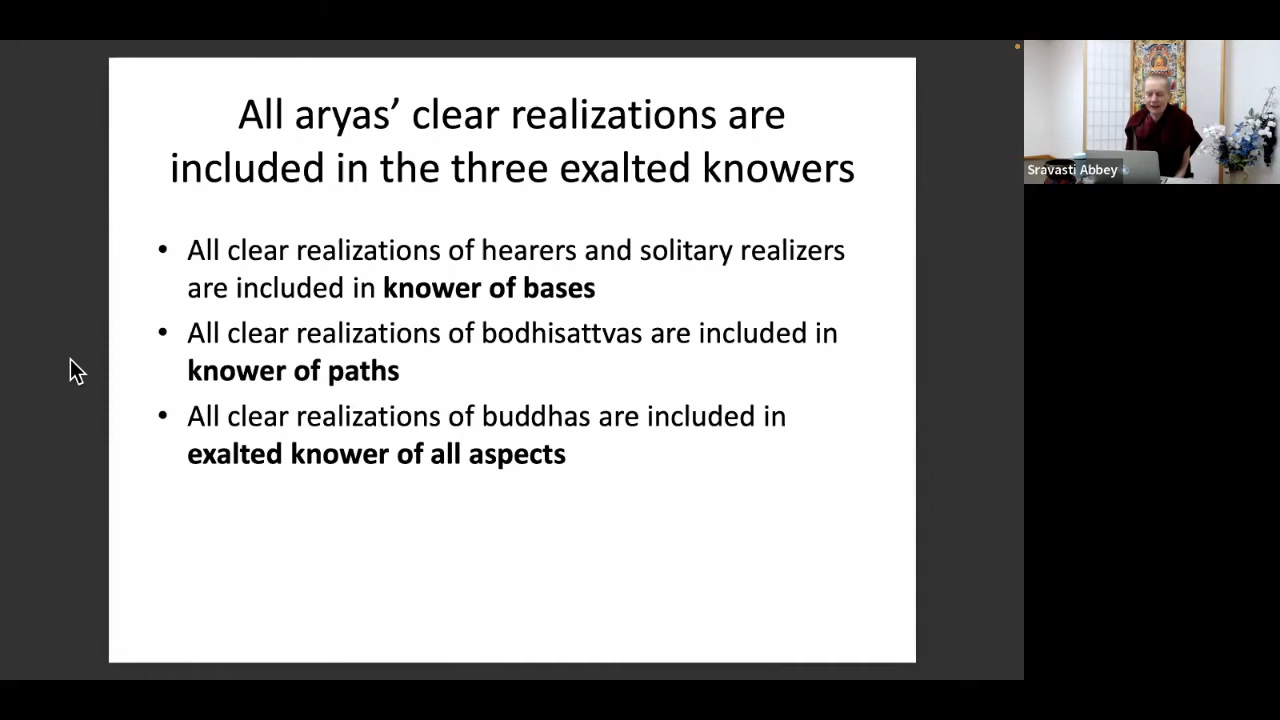 All aryas’ clear realizations are
included in the three exalted knowers
• All clear realizations of hearers and solitary realizers
are included in knower of bases
• All clear realizations of bodhisattvas are included in
knower of paths
• All clear realizations of buddhas are included in
exalted knower of all aspects
Sravasti Abbey